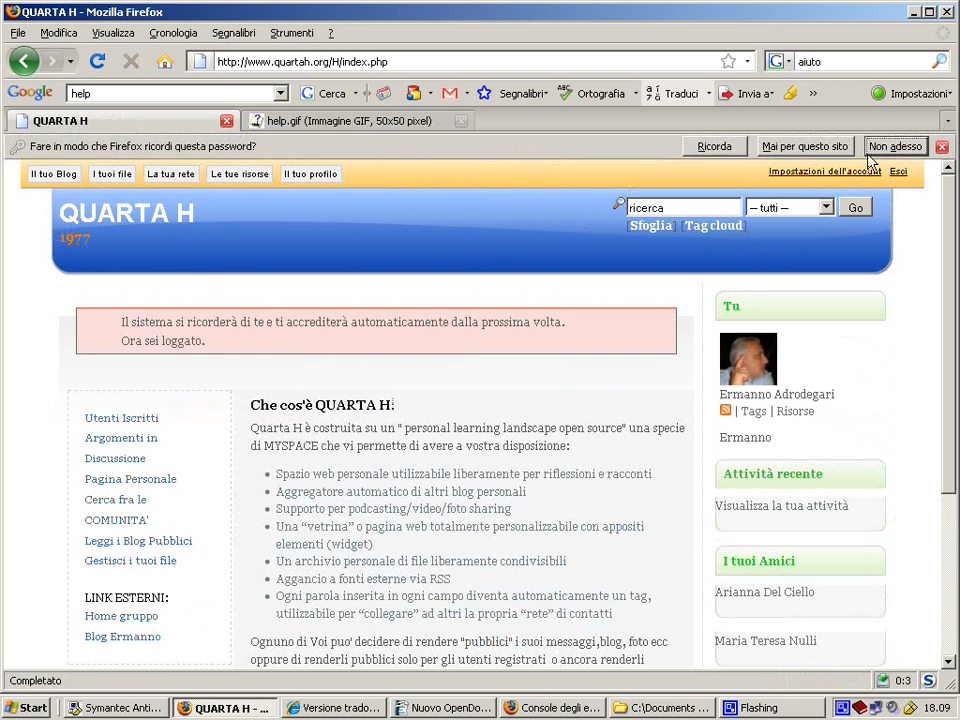 QUARTA H - Mozilla Firefox
File Modifica Visualizza Cronologia Segnalibri Strumenti ?
http://www.quartah.org/H/index.php
aiuto
Google help Cerca Segnalibri Ortografia Traduci Invia a Impostazioni
QUARTA H
help.gif (Immagine GIF, 50x50 pixel)
Fare in modo che Firefox ricordi questa password? Ricorda Mai per questo sito Non adesso
Il tuo Blog I tuoi file La tua rete Le tue risorse Il tuo profilo Impostazioni dell'account Esci
QUARTA H
1977
ricerca -- tutti -- Go
[Sfoglia] [Tag cloud]
Il sistema si ricorderà di te e ti accrediterà automaticamente dalla prossima volta.
Ora sei loggato.
Utenti Iscritti
Argomenti in
Discussione
Pagina Personale
Cerca fra le
COMUNITA'
Leggi i Blog Pubblici
Gestisci i tuoi file
LINK ESTERNI:
Home gruppo
Blog Ermanno
Che cos'è QUARTA H:
Quarta H è costruita su un " personal learning landscape open source" una specie
di MYSPACE che vi permette di avere a vostra disposizione:
• Spazio web personale utilizzabile liberamente per riflessioni e racconti
• Aggregatore automatico di altri blog personali
• Supporto per podcasting/video/foto sharing
• Una “vetrina” o pagina web totalmente personalizzabile con appositi
elementi (widget)
• Un archivio personale di file liberamente condivisibili
• Aggancio a fonti esterne via RSS
• Ogni parola inserita in ogni campo diventa automaticamente un tag,
utilizzabile per “collegare” ad altri la propria “rete” di contatti
Ognuno di Voi puo' decidere di rendere "pubblici" i suoi messaggi,blog, foto ecc
oppure di renderli pubblici solo per gli utenti registrati o ancora renderli
Tu
Ermanno Adrodegari
| Tags | Risorse
Ermanno
Attività recente
Visualizza la tua attività
I tuoi Amici
Arianna Del Ciello
Maria Teresa Nulli
Completato 0:3
Start Symantec Anti... QUARTA H - ... Versione trado... Nuovo OpenDo... Console degli e... C:\Documents ... Flashing 18.09